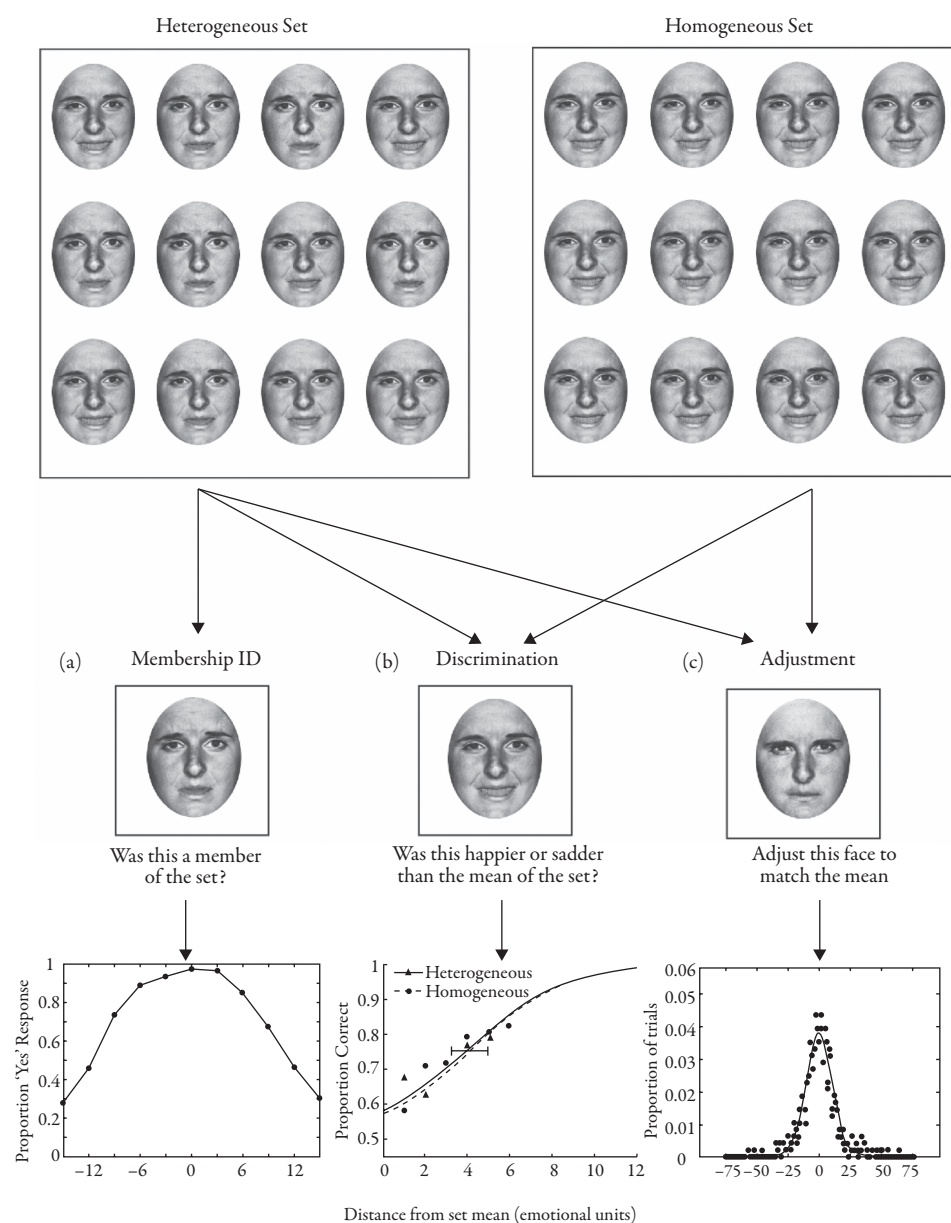 Heterogeneous Set
Homogeneous Set
(a) Membership ID
(b) Discrimination
(c) Adjustment
Was this a member
of the set?
Was this happier or sadder
than the mean of the set?
Adjust this face to
match the mean
Proportion ‘Yes’ Response
1
0.8
0.6
0.4
0.2
0
−12 −6 0 6 12
Proportion Correct
1
0.9
0.8
0.7
0.6
0.5
Heterogeneous
Homogeneous
0 2 4 6 8 10 12
Proportion of trials
0.06
0.05
0.04
0.03
0.02
0.01
0
−75 −50 −25 0 25 50 75
Distance from set mean (emotional units)